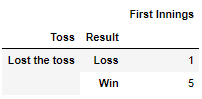 First Innings
Toss Result
Lost the toss Loss 1
Win 5